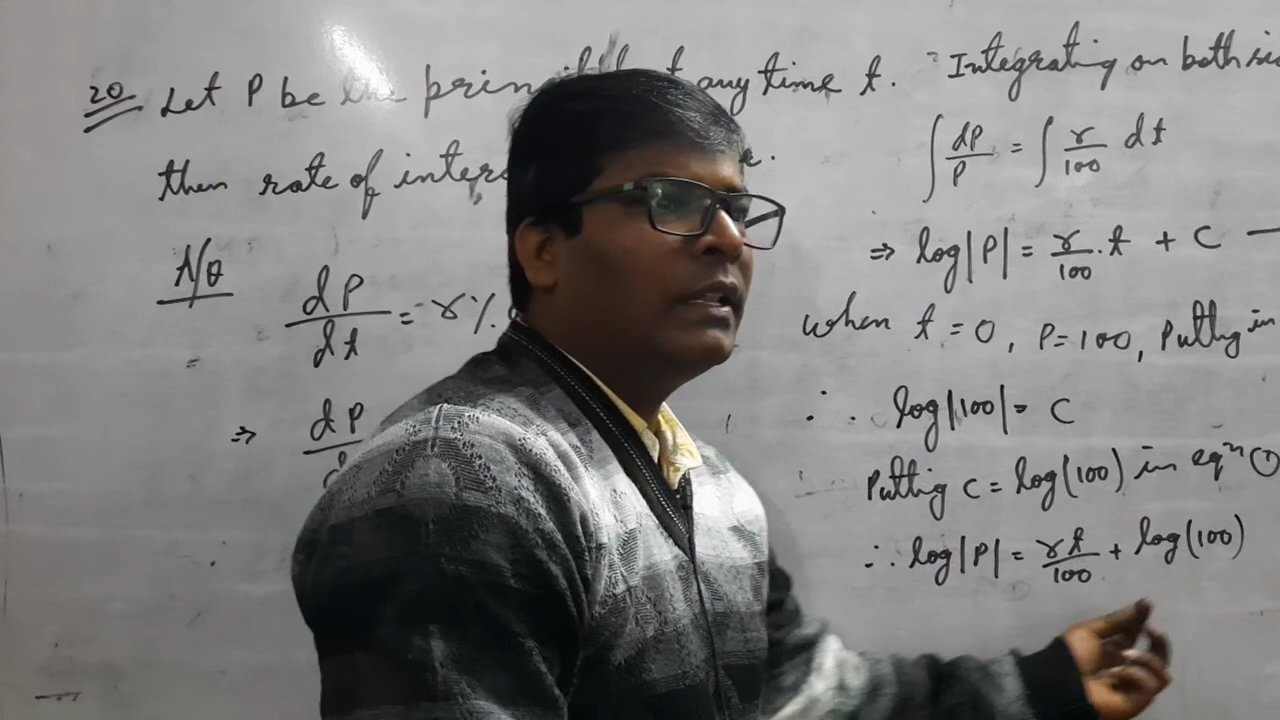 20 Let P be the prin any time t.
then rate of inter e.
A/θ dP/dt = r%.
⇒ dP
Integrating on both si
∫ dP/P = ∫ r/100 dt
⇒ log|P| = r/100 . t + C —
when t = 0, P = 100, Putting in
∴ log|100| = C
Putting C = log(100) in eqn ①
∴ log|P| = rt/100 + log(100)